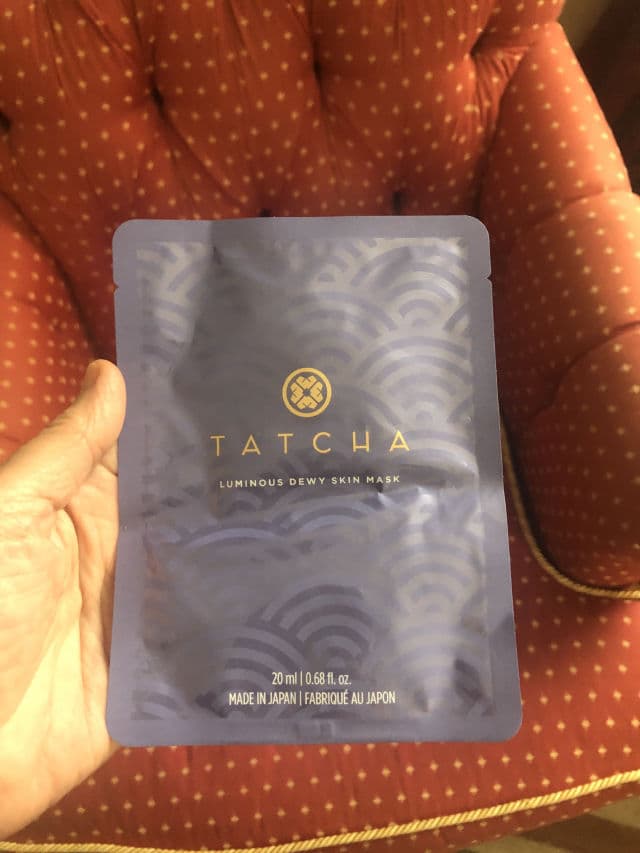 TATCHA
LUMINOUS DEWY SKIN MASK
20 ml | 0.68 fl. oz.
MADE IN JAPAN | FABRIQUÉ AU JAPON